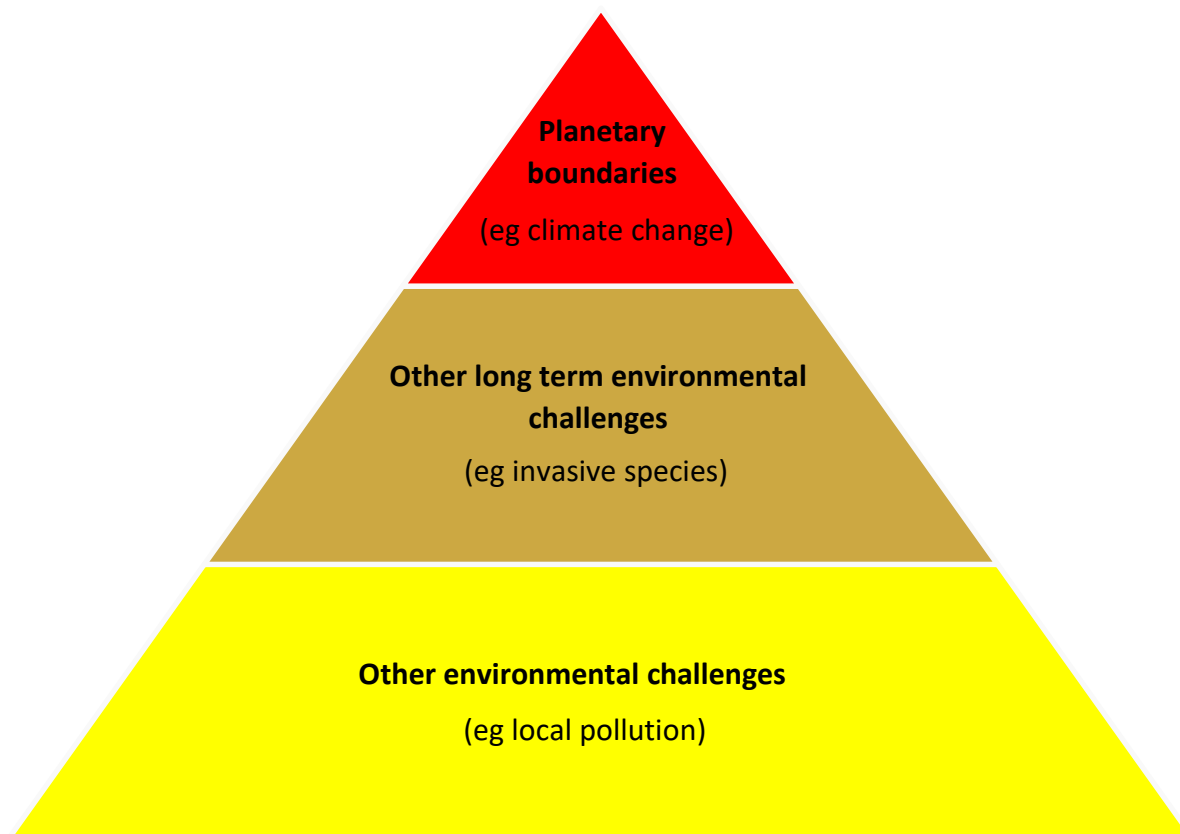 Planetary
boundaries
(eg climate change)
Other long term environmental
challenges
(eg invasive species)
Other environmental challenges
(eg local pollution)